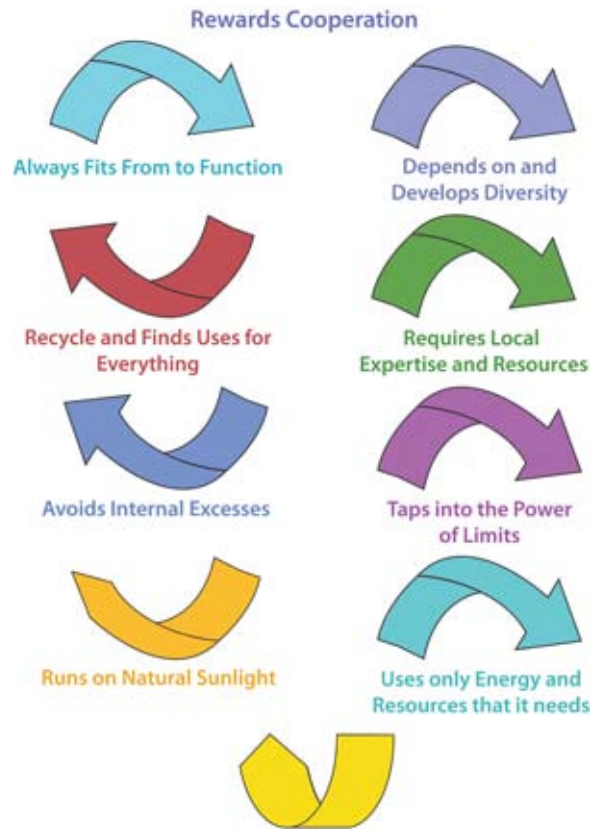 Rewards Cooperation
Always Fits From to Function
Depends on and
Develops Diversity
Recycle and Finds Uses for
Everything
Requires Local
Expertise and Resources
Avoids Internal Excesses
Taps into the Power
of Limits
Runs on Natural Sunlight
Uses only Energy and
Resources that it needs